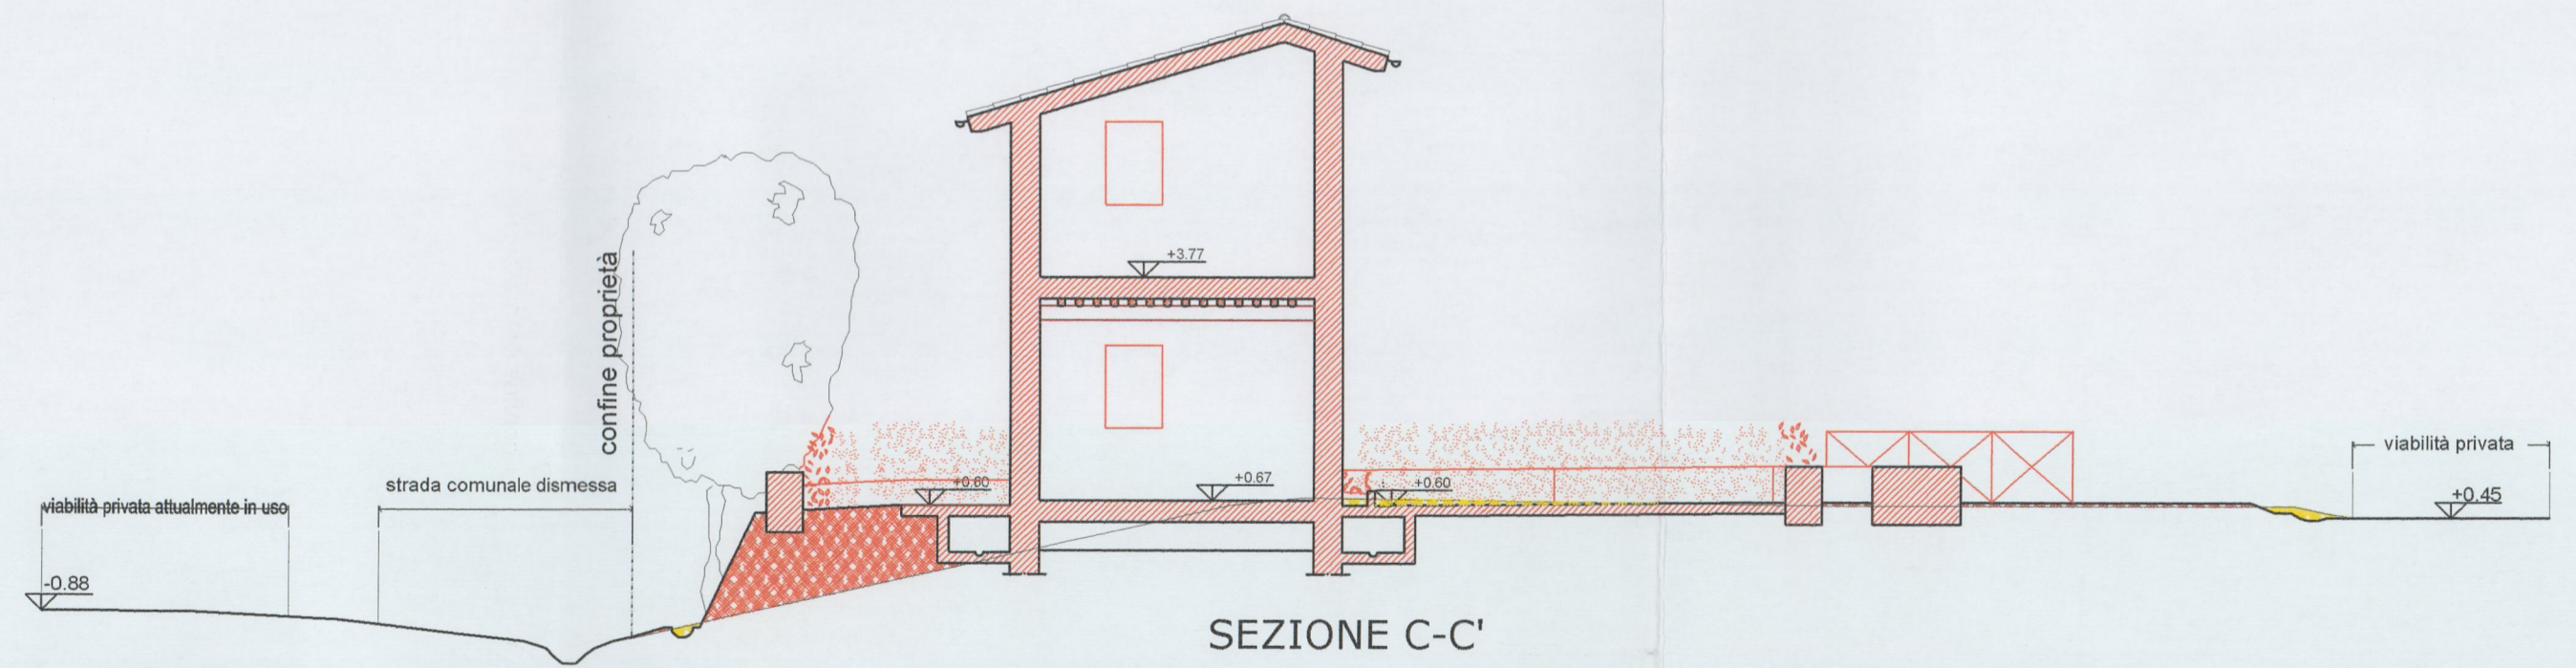 +3.77
confine proprietà
viabilità privata
strada comunale dismessa
+0.60
+0.67
+0.60
+0.45
viabilità privata attualmente in uso
-0.88
SEZIONE C-C'